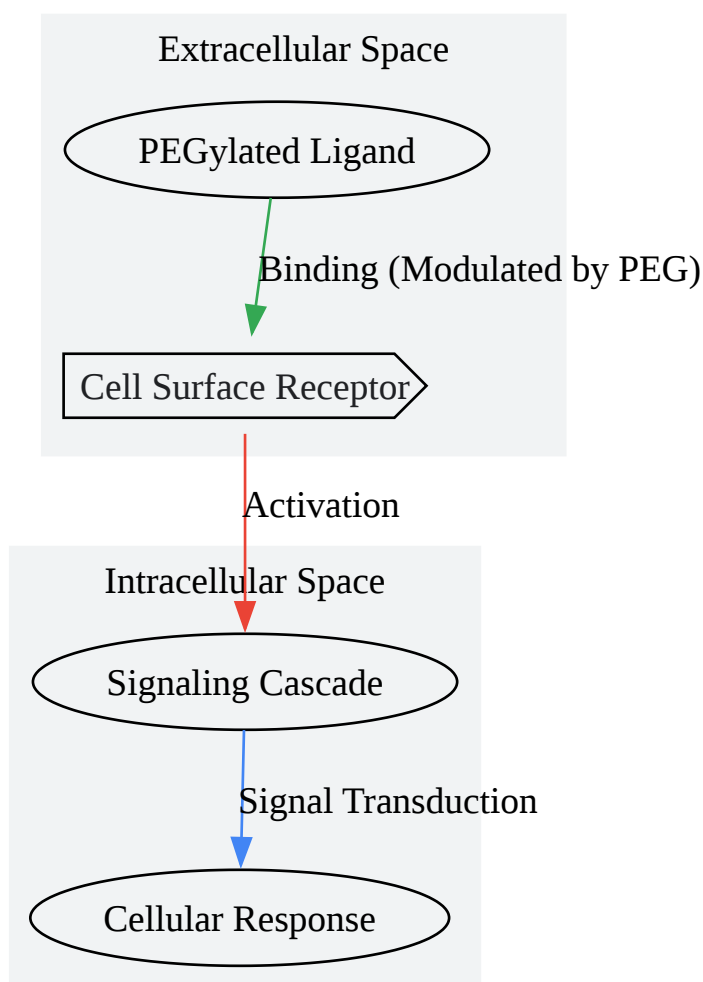 Extracellular Space
PEGylated Ligand
Binding (Modulated by PEG)
Cell Surface Receptor
Activation
Intracellular Space
Signaling Cascade
Signal Transduction
Cellular Response